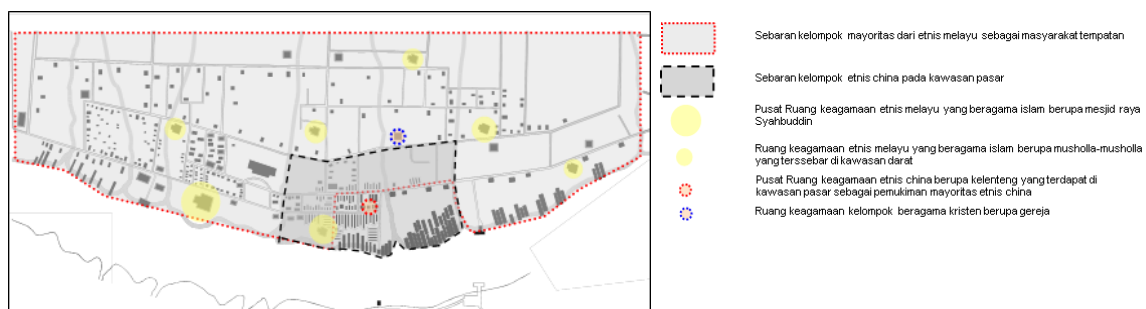 Sebaran kelompok mayoritas dari etnis melayu sebagai masyarakat tempatan
Sebaran kelompok etnis china pada kawasan pasar
Pusat Ruang keagamaan etnis melayu yang beragama islam berupa mesjid raya
Syahbuddin
Ruang keagamaan etnis melayu yang beragama islam berupa musholla-musholla
yang terssebar di kawasan darat
Pusat Ruang keagamaan etnis china berupa kelenteng yang terdapat di
kawasan pasar sebagai pemukiman mayoritas etnis china
Ruang keagamaan kelompok beragama kristen berupa gereja